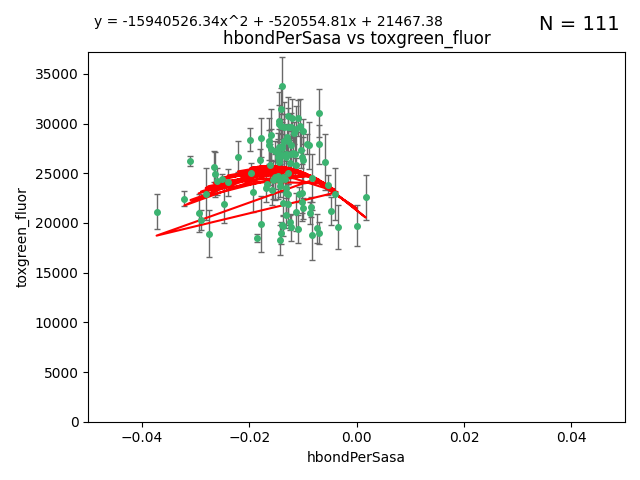 y = -15940526.34x^2 + -520554.81x + 21467.38
N = 111
hbondPerSasa vs toxgreen_fluor
toxgreen_fluor
35000
30000
25000
20000
15000
10000
5000
0
−0.04
−0.02
0.00
0.02
0.04
hbondPerSasa